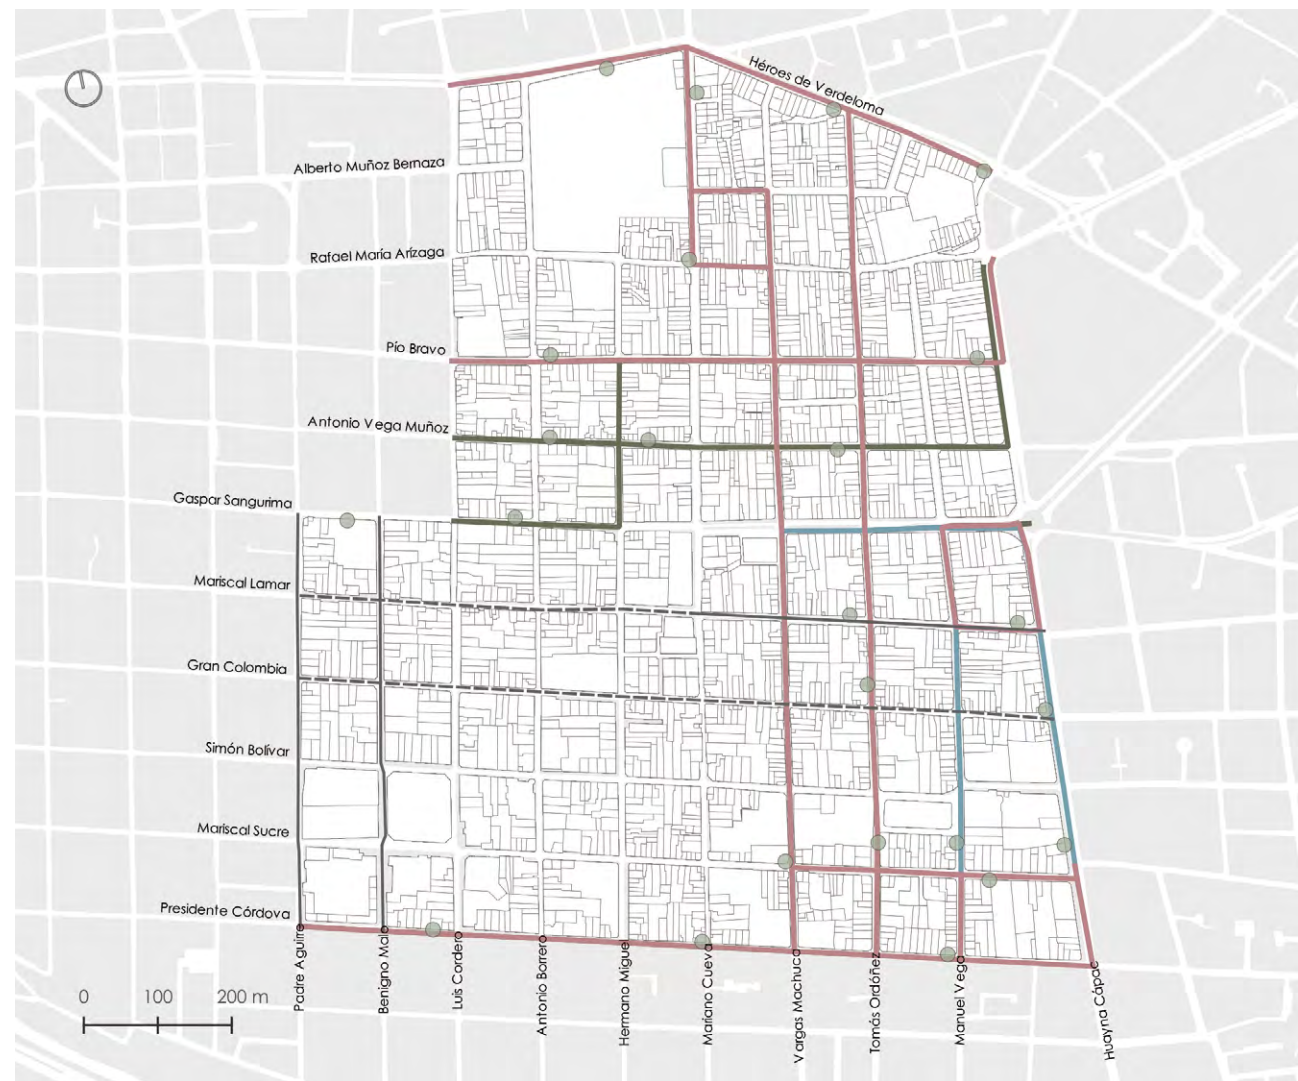 Héroes de Verdeloma
Alberto Muñoz Bernaza
Rafael María Arízaga
Pío Bravo
Antonio Vega Muñoz
Gaspar Sangurima
Mariscal Lamar
Gran Colombia
Simón Bolívar
Mariscal Sucre
Presidente Córdova
Padre Aguirre
Benigno Malo
Luis Cordero
Antonio Borrero
Hermano Miguel
Mariano Cueva
Vargas Machuca
Tomás Ordóñez
Manuel Vega
Huayna Cápac
0 100 200 m